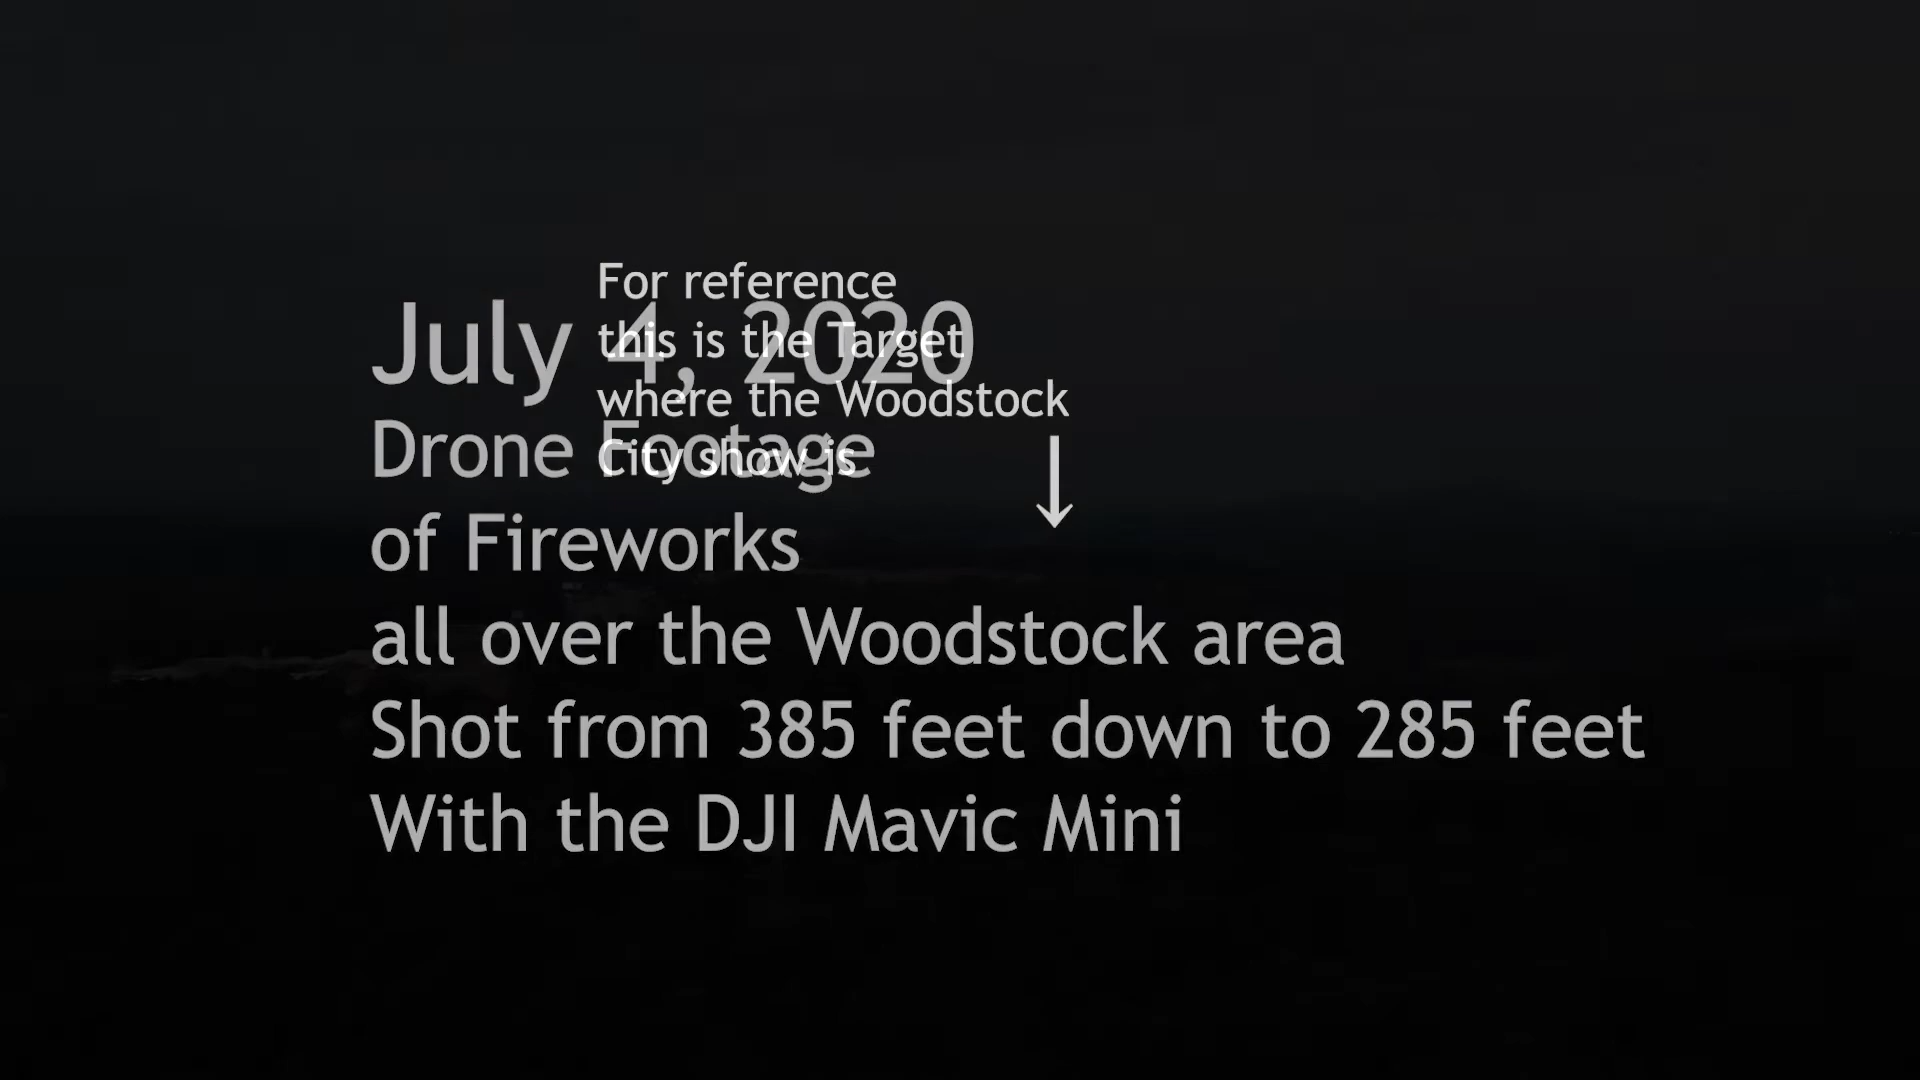 For reference
this is the Target
where the Woodstock
City show is
July 4, 2020
Drone Footage
of Fireworks
all over the Woodstock area
Shot from 385 feet down to 285 feet
With the DJI Mavic Mini